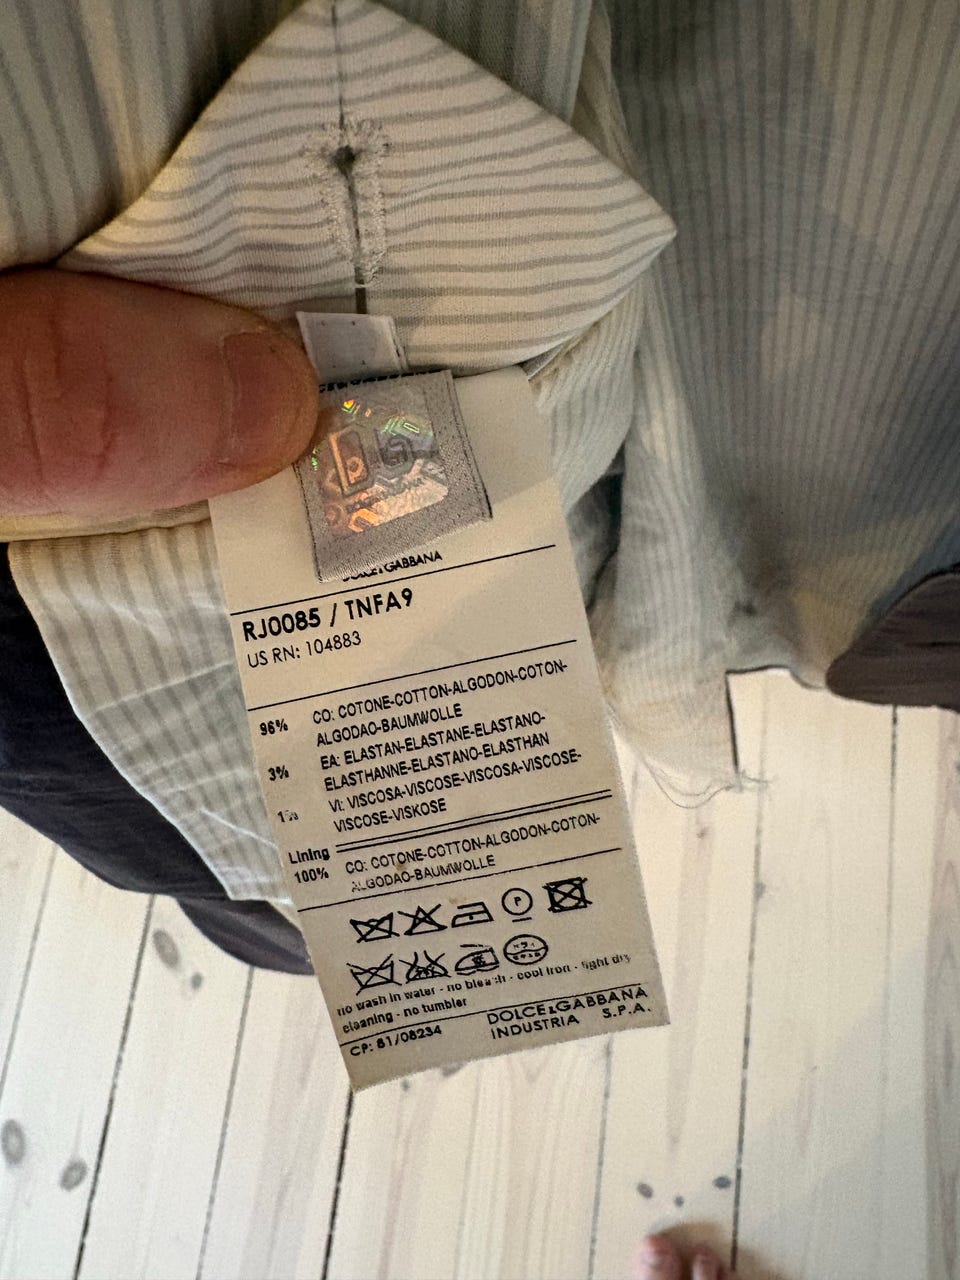 DOLCE&GABBANA
RJ0085 / TNFA9
US RN: 104883
96% CO: COTONE-COTTON-ALGODON-COTON-
ALGODAO-BAUMWOLLE
3% EA: ELASTAN-ELASTANE-ELASTANO-
ELASTHANNE-ELASTANO-ELASTHAN
1% VI: VISCOSA-VISCOSE-VISCOSA-VISCOSE-
VISCOSE-VISKOSE
Lining
100% CO: COTONE-COTTON-ALGODON-COTON-
ALGODAO-BAUMWOLLE
P
no wash in water - no bleach - cool iron - light dry
cleaning - no tumbler
CP: 81/08234
DOLCE&GABBANA
INDUSTRIA S.P.A.